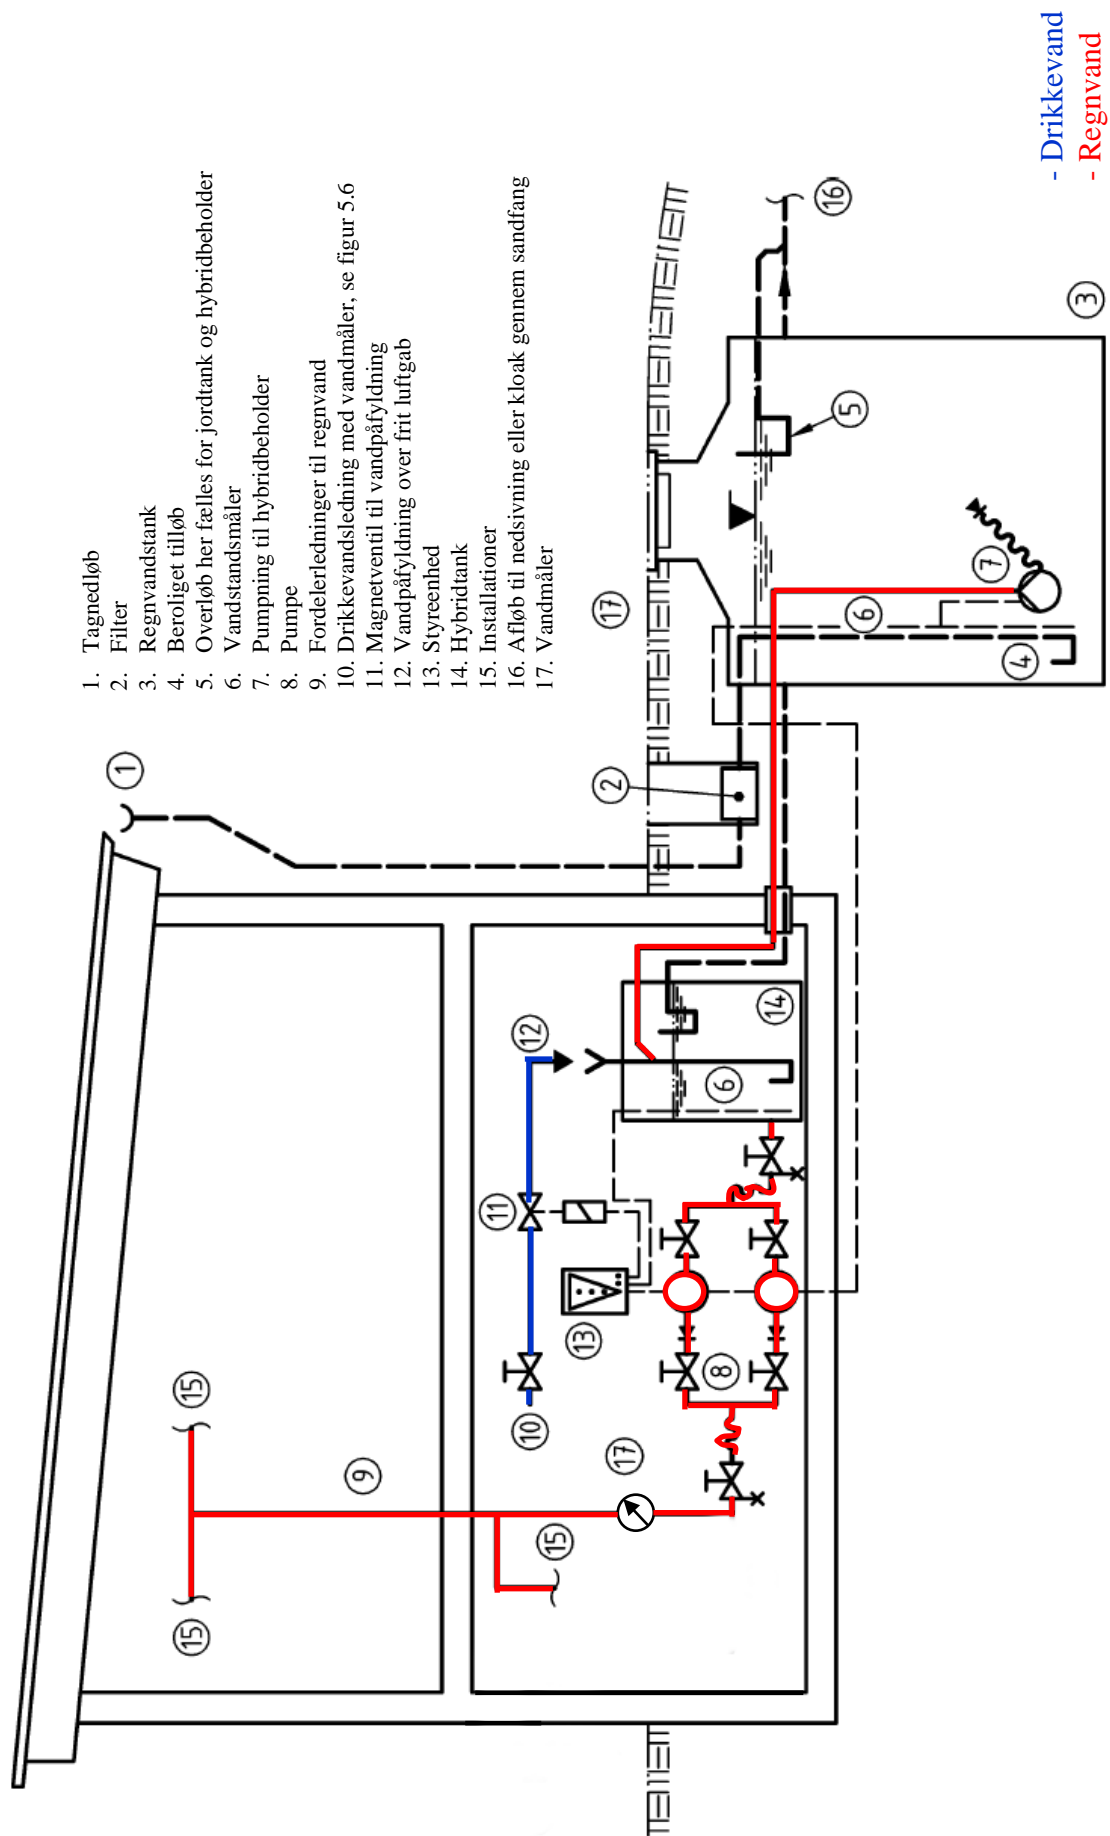 1. Tagnedløb
2. Filter
3. Regnvandstank
4. Beroliget tilløb
5. Overløb her fælles for jordtank og hybridbeholder
6. Vandstandsmåler
7. Pumpning til hybridbeholder
8. Pumpe
9. Fordelerledninger til regnvand
10. Drikkevandsledning med vandmåler, se figur 5.6
11. Magnetventil til vandpåfyldning
12. Vandpåfyldning over frit luftgab
13. Styreenhed
14. Hybridtank
15. Installationer
16. Afløb til nedsivning eller kloak gennem sandfang
17. Vandmåler
1
15
15
9
10
11
12
15
13
17
8
6
14
2
17
7
6
4
5
16
3
- Drikkevand
- Regnvand